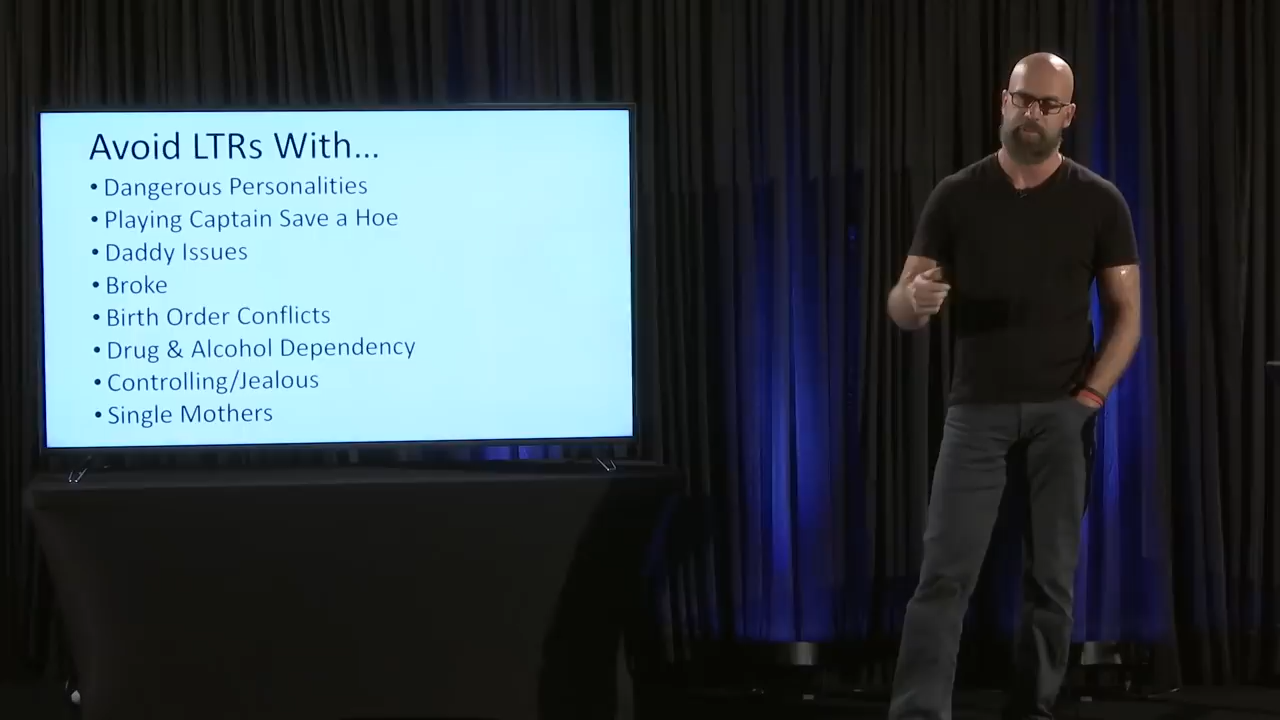 Avoid LTRs With...
• Dangerous Personalities
• Playing Captain Save a Hoe
• Daddy Issues
• Broke
• Birth Order Conflicts
• Drug & Alcohol Dependency
• Controlling/Jealous
• Single Mothers